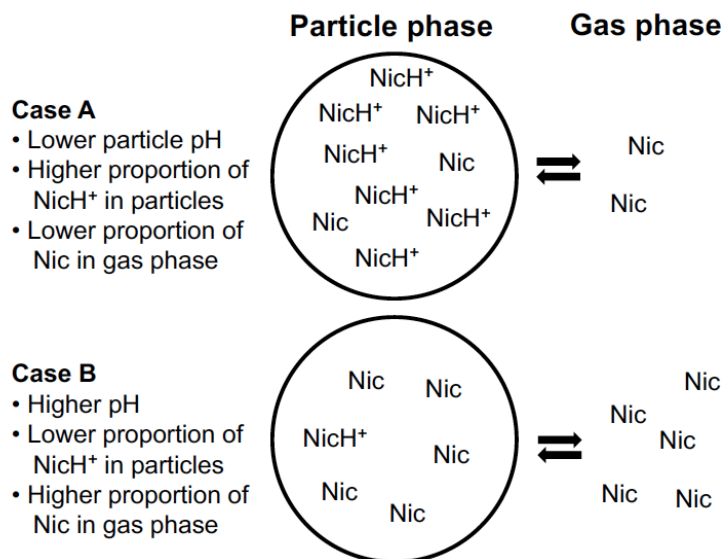 Particle phase
Gas phase
Case A
• Lower particle pH
• Higher proportion of
NicH⁺ in particles
• Lower proportion of
Nic in gas phase
NicH⁺
NicH⁺
NicH⁺
NicH⁺
Nic
NicH⁺
Nic
NicH⁺
NicH⁺
Nic
Nic
Case B
• Higher pH
• Lower proportion of
NicH⁺ in particles
• Higher proportion of
Nic in gas phase
Nic
Nic
NicH⁺
Nic
Nic
Nic
Nic
Nic
Nic
Nic
Nic